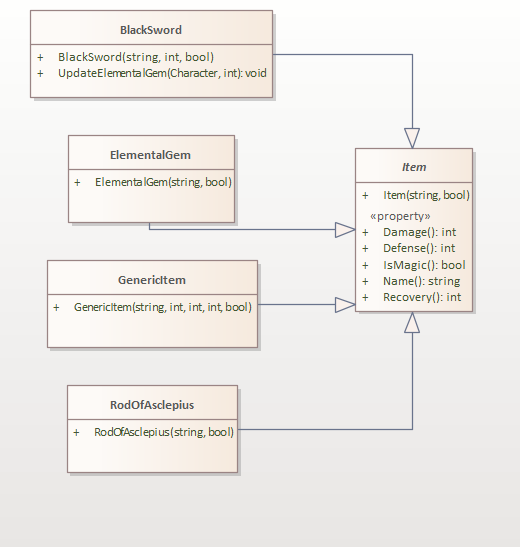 BlackSword
+ BlackSword(string, int, bool)
+ UpdateElementalGem(Character, int): void
ElementalGem
+ ElementalGem(string, bool)
Item
+ Item(string, bool)
«property»
+ Damage(): int
+ Defense(): int
+ IsMagic(): bool
+ Name(): string
+ Recovery(): int
GenericItem
+ GenericItem(string, int, int, int, bool)
RodOfAsclepius
+ RodOfAsclepius(string, bool)